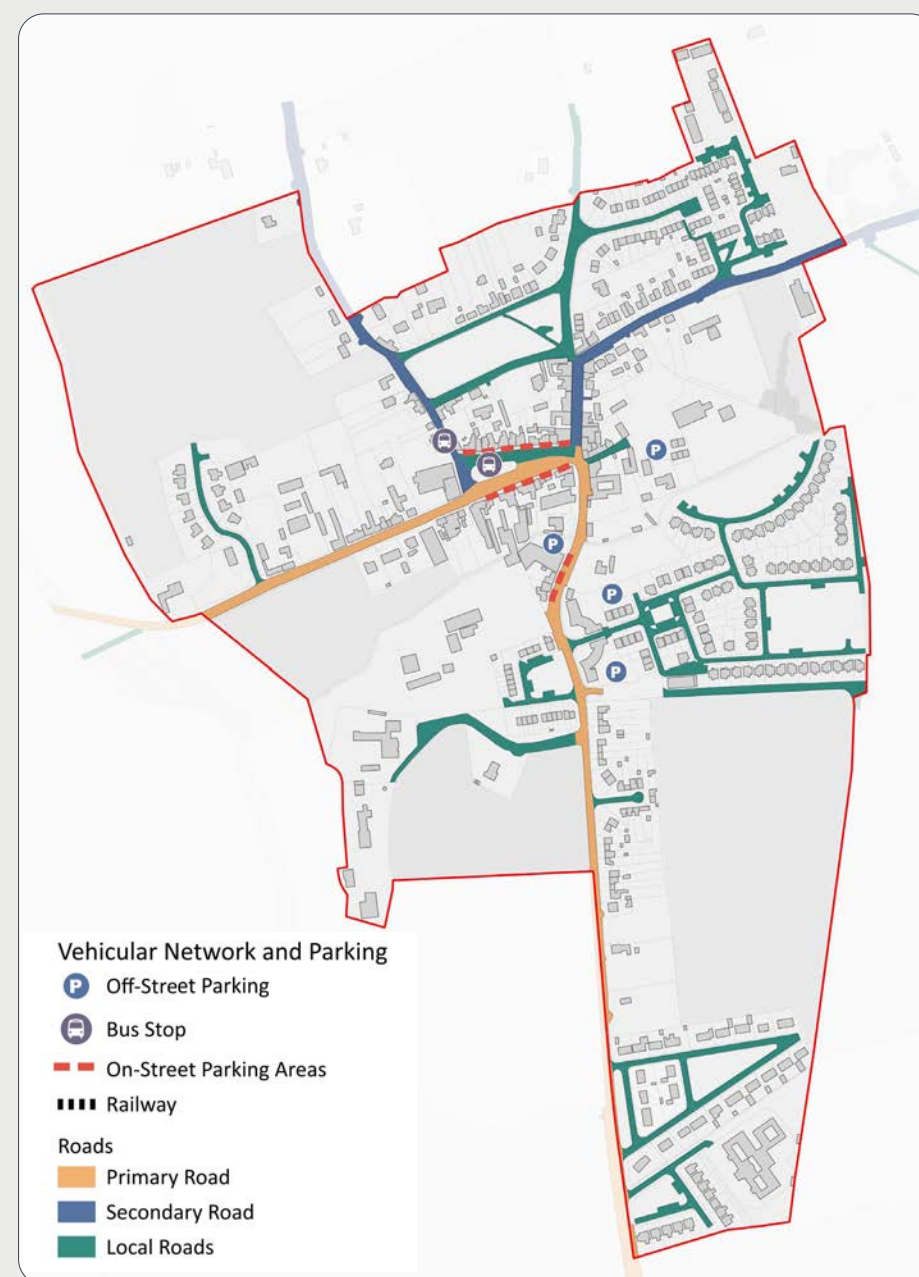 P
P
P
P
Vehicular Network and Parking
P Off-Street Parking
Bus Stop
On-Street Parking Areas
Railway
Roads
Primary Road
Secondary Road
Local Roads